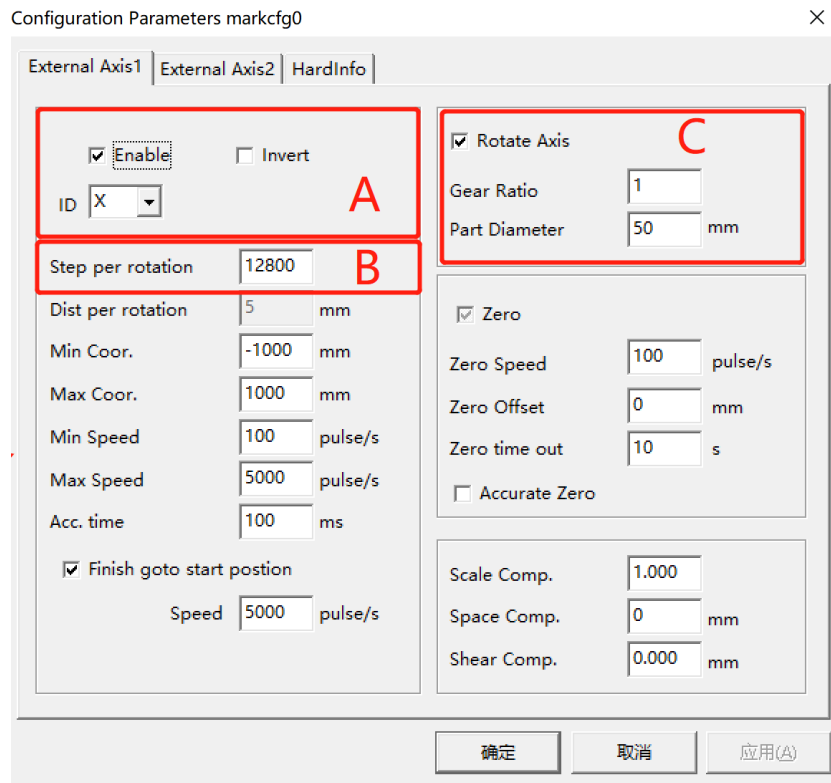 Configuration Parameters markcfg0
External Axis1 External Axis2 HardInfo
Enable Invert A
ID X
Step per rotation 12800 B
Dist per rotation 5 mm
Min Coor. -1000 mm
Max Coor. 1000 mm
Min Speed 100 pulse/s
Max Speed 5000 pulse/s
Acc. time 100 ms
Finish goto start postion
Speed 5000 pulse/s
Rotate Axis C
Gear Ratio 1
Part Diameter 50 mm
Zero
Zero Speed 100 pulse/s
Zero Offset 0 mm
Zero time out 10 s
Accurate Zero
Scale Comp. 1.000
Space Comp. 0 mm
Shear Comp. 0.000 mm
确定 取消 应用(A)